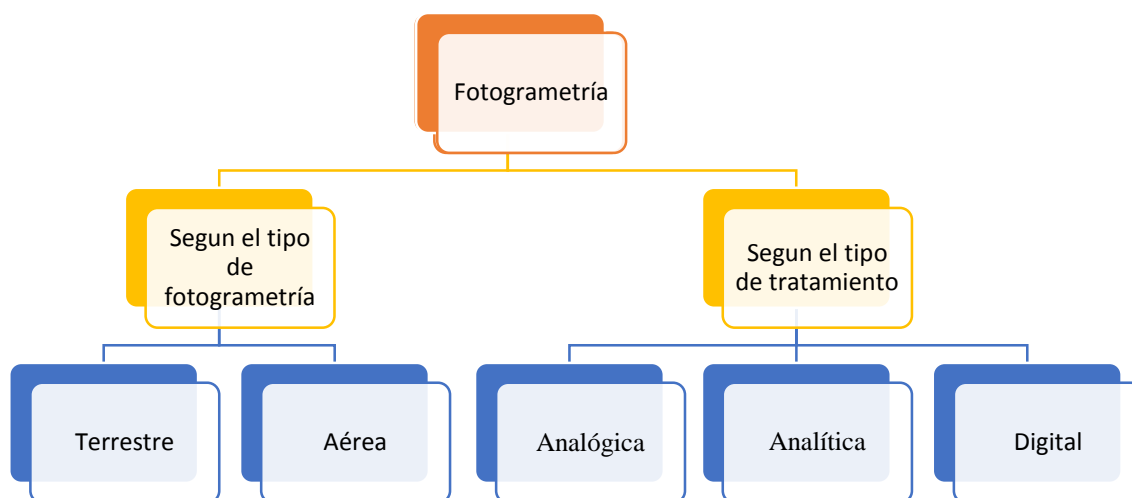 Fotogrametría
Segun el tipo
de
fotogrametría
Segun el tipo
de tratamiento
Terrestre
Aérea
Analógica
Analítica
Digital